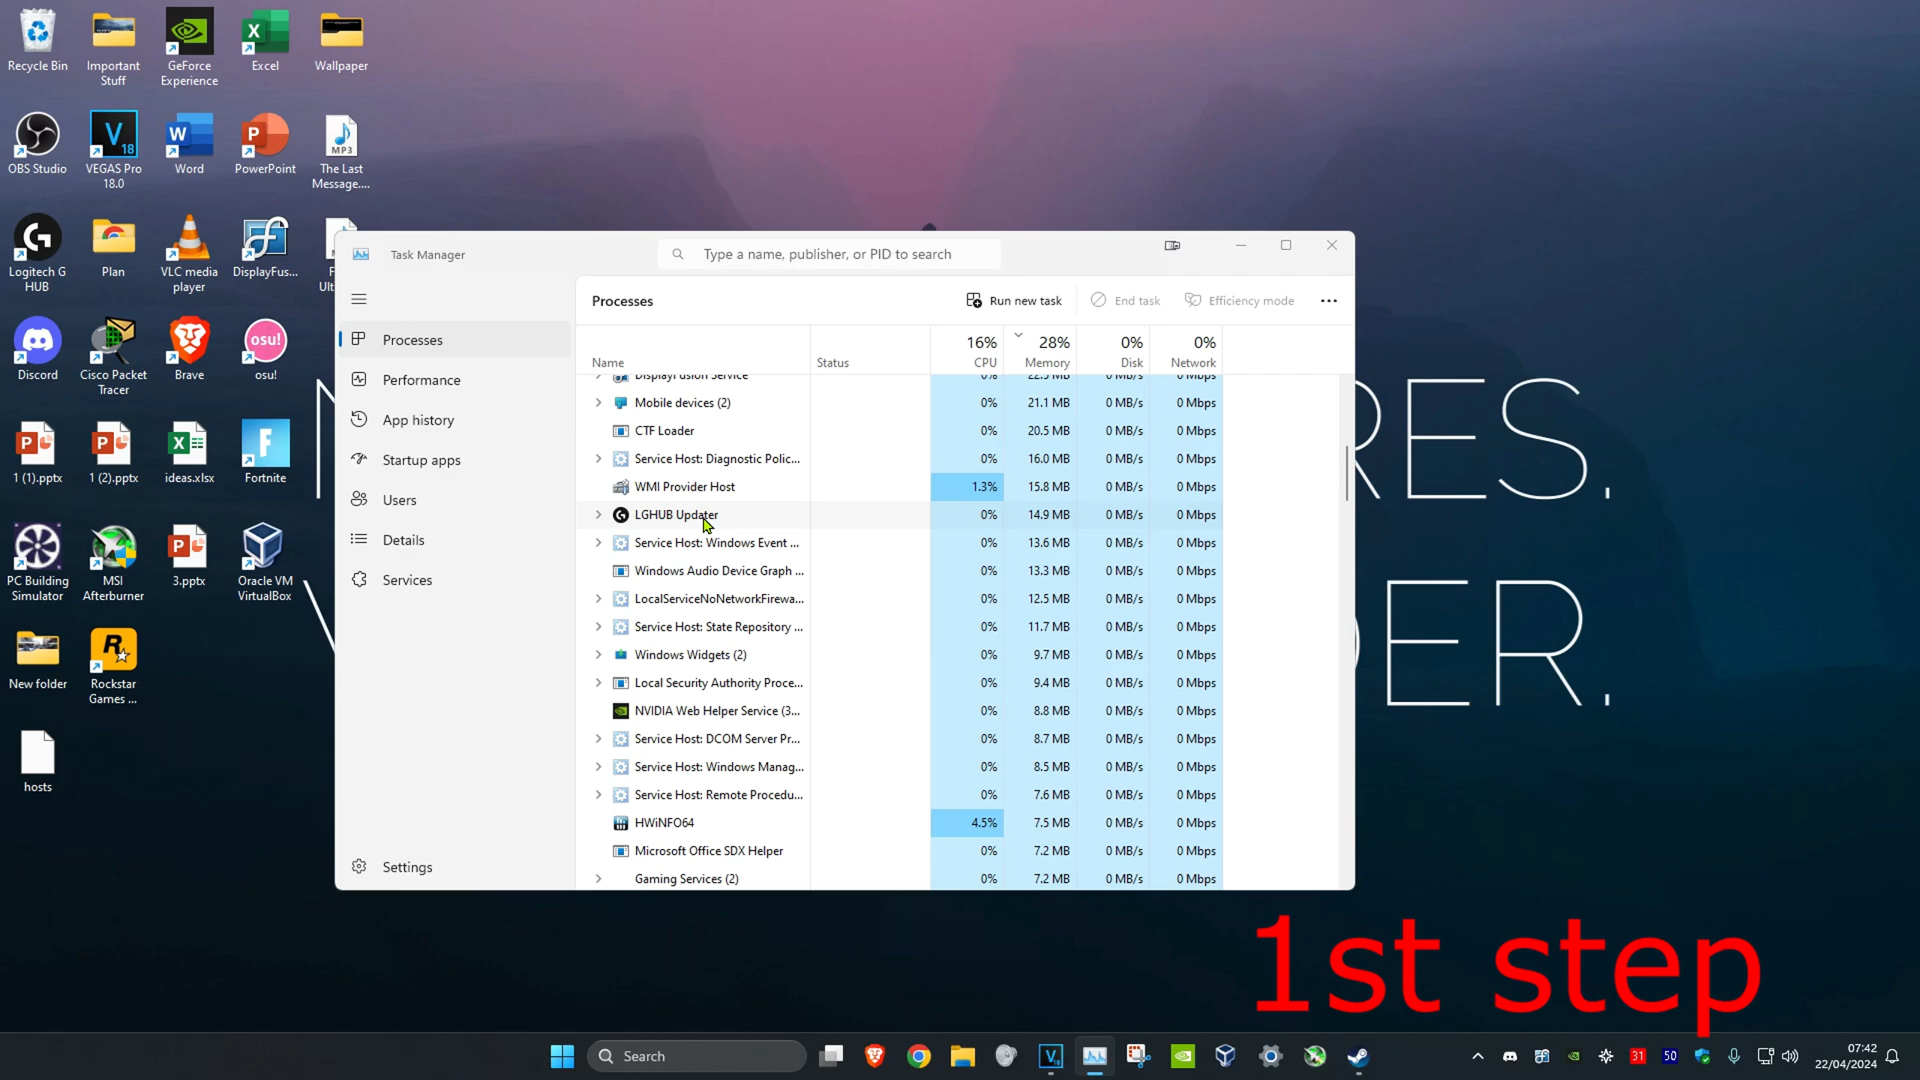 Recycle Bin
Important Stuff
GeForce Experience
Excel
Wallpaper
OBS Studio
VEGAS Pro 18.0
Word
PowerPoint
MP3
The Last Message....
Logitech G HUB
Plan
VLC media player
DisplayFus...
Discord
Cisco Packet Tracer
Brave
osu!
osu!
1 (1).pptx
1 (2).pptx
ideas.xlsx
Fortnite
PC Building Simulator
MSI Afterburner
3.pptx
Oracle VM VirtualBox
New folder
Rockstar Games ...
hosts
Task Manager
Type a name, publisher, or PID to search
Processes
Performance
App history
Startup apps
Users
Details
Services
Settings
Processes
Run new task
End task
Efficiency mode
16% 28% 0% 0%
Name Status CPU Memory Disk Network
DisplayFusion Service 0% 22.5 MB 0 MB/s 0 Mbps
Mobile devices (2) 0% 21.1 MB 0 MB/s 0 Mbps
CTF Loader 0% 20.5 MB 0 MB/s 0 Mbps
Service Host: Diagnostic Polic... 0% 16.0 MB 0 MB/s 0 Mbps
WMI Provider Host 1.3% 15.8 MB 0 MB/s 0 Mbps
LGHUB Updater 0% 14.9 MB 0 MB/s 0 Mbps
Service Host: Windows Event ... 0% 13.6 MB 0 MB/s 0 Mbps
Windows Audio Device Graph ... 0% 13.3 MB 0 MB/s 0 Mbps
LocalServiceNoNetworkFirewa... 0% 12.5 MB 0 MB/s 0 Mbps
Service Host: State Repository ... 0% 11.7 MB 0 MB/s 0 Mbps
Windows Widgets (2) 0% 9.7 MB 0 MB/s 0 Mbps
Local Security Authority Proce... 0% 9.4 MB 0 MB/s 0 Mbps
NVIDIA Web Helper Service (3... 0% 8.8 MB 0 MB/s 0 Mbps
Service Host: DCOM Server Pr... 0% 8.7 MB 0 MB/s 0 Mbps
Service Host: Windows Manag... 0% 8.5 MB 0 MB/s 0 Mbps
Service Host: Remote Procedu... 0% 7.6 MB 0 MB/s 0 Mbps
HWiNFO64 4.5% 7.5 MB 0 MB/s 0 Mbps
Microsoft Office SDX Helper 0% 7.2 MB 0 MB/s 0 Mbps
Gaming Services (2) 0% 7.2 MB 0 MB/s 0 Mbps
RES.
DER.
1st step
Search
31
50
07:42
22/04/2024